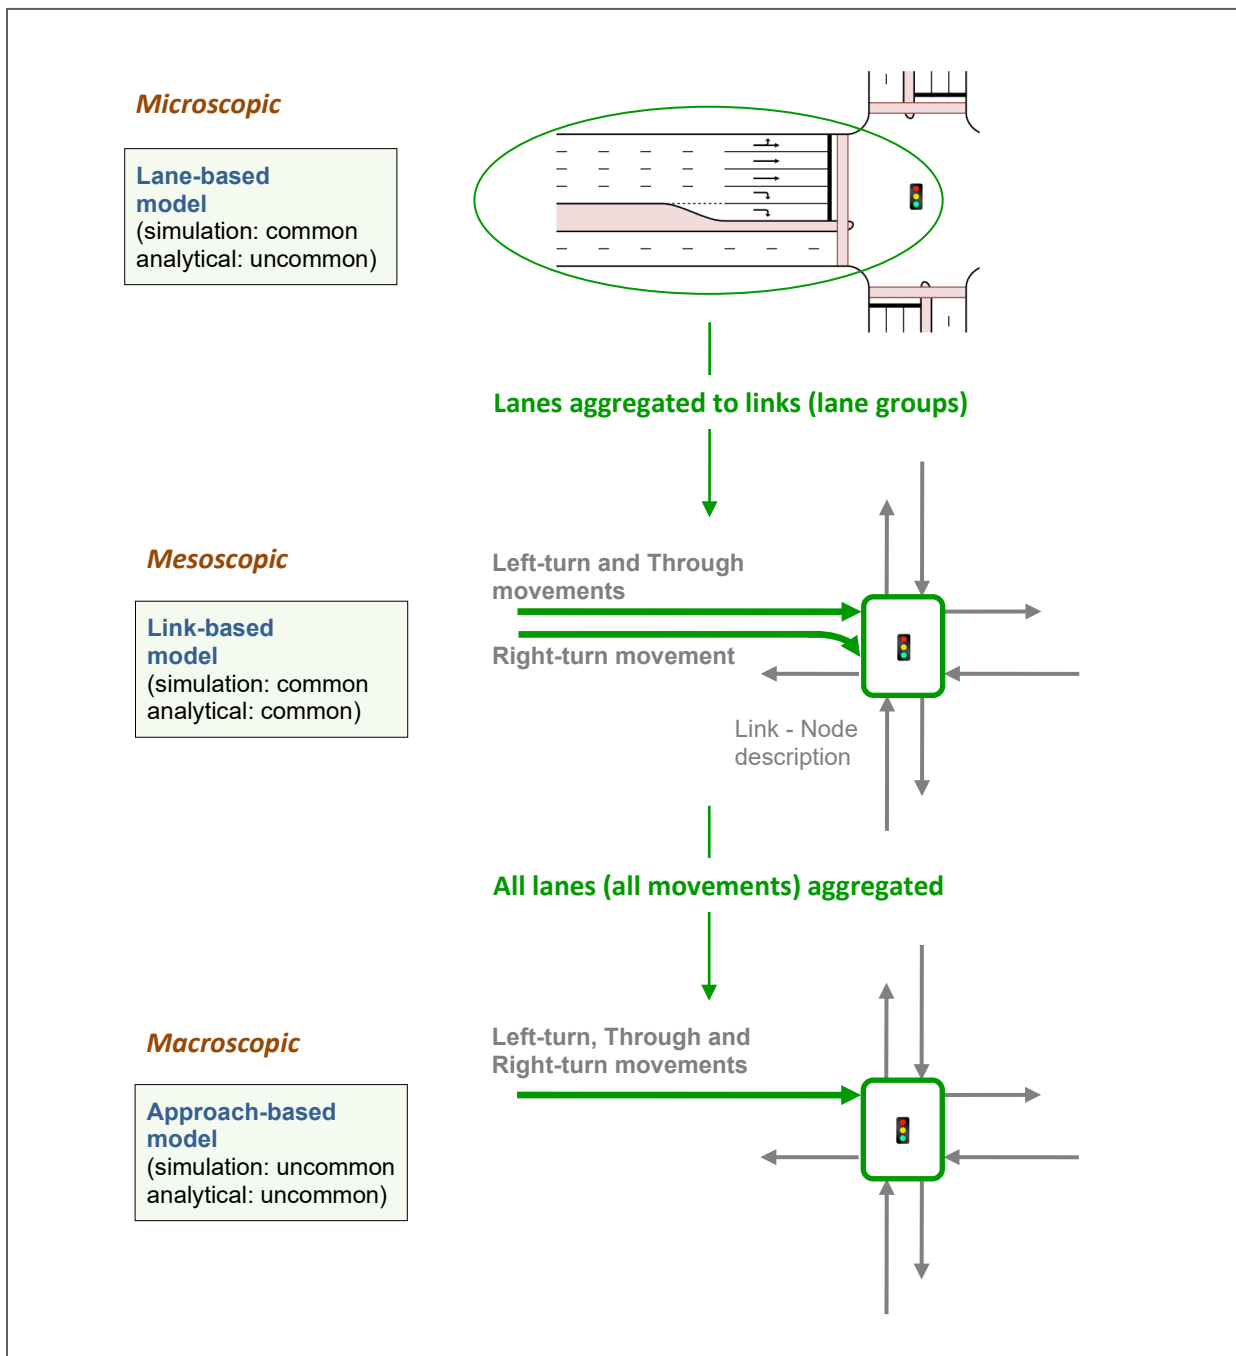 Microscopic
Lane-based
model
(simulation: common
analytical: uncommon)
Lanes aggregated to links (lane groups)
Mesoscopic
Left-turn and Through
movements
Link-based
model
(simulation: common
analytical: common)
Right-turn movement
Link - Node
description
All lanes (all movements) aggregated
Macroscopic
Left-turn, Through and
Right-turn movements
Approach-based
model
(simulation: uncommon
analytical: uncommon)